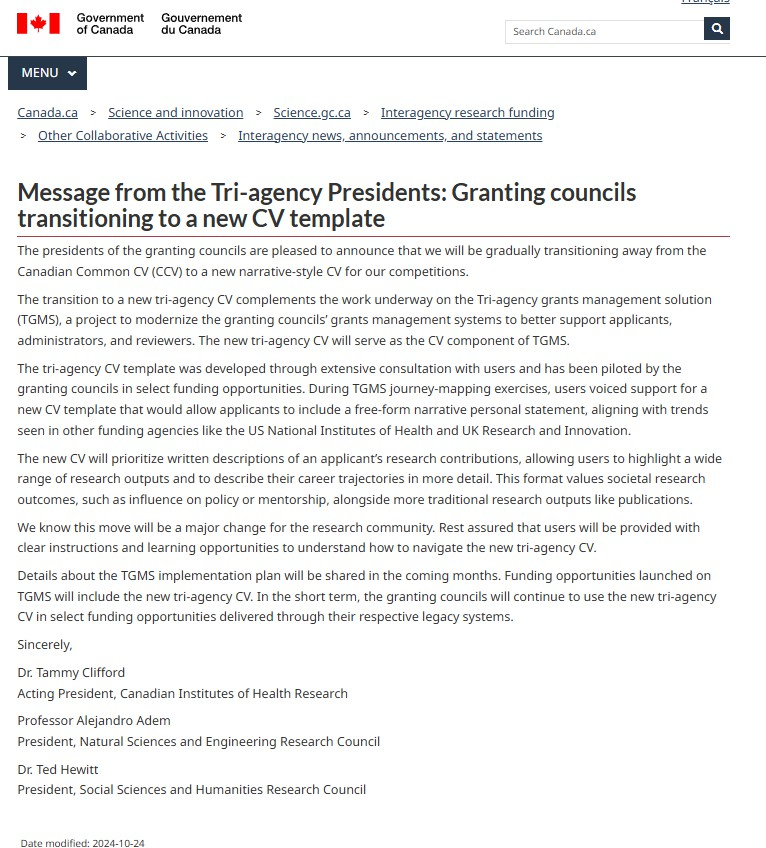 Français
Government of Canada
Gouvernement du Canada
Search Canada.ca
MENU
Canada.ca > Science and innovation > Science.gc.ca > Interagency research funding
> Other Collaborative Activities > Interagency news, announcements, and statements
Message from the Tri-agency Presidents: Granting councils
transitioning to a new CV template
The presidents of the granting councils are pleased to announce that we will be gradually transitioning away from the
Canadian Common CV (CCV) to a new narrative-style CV for our competitions.
The transition to a new tri-agency CV complements the work underway on the Tri-agency grants management solution
(TGMS), a project to modernize the granting councils’ grants management systems to better support applicants,
administrators, and reviewers. The new tri-agency CV will serve as the CV component of TGMS.
The tri-agency CV template was developed through extensive consultation with users and has been piloted by the
granting councils in select funding opportunities. During TGMS journey-mapping exercises, users voiced support for a
new CV template that would allow applicants to include a free-form narrative personal statement, aligning with trends
seen in other funding agencies like the US National Institutes of Health and UK Research and Innovation.
The new CV will prioritize written descriptions of an applicant’s research contributions, allowing users to highlight a wide
range of research outputs and to describe their career trajectories in more detail. This format values societal research
outcomes, such as influence on policy or mentorship, alongside more traditional research outputs like publications.
We know this move will be a major change for the research community. Rest assured that users will be provided with
clear instructions and learning opportunities to understand how to navigate the new tri-agency CV.
Details about the TGMS implementation plan will be shared in the coming months. Funding opportunities launched on
TGMS will include the new tri-agency CV. In the short term, the granting councils will continue to use the new tri-agency
CV in select funding opportunities delivered through their respective legacy systems.
Sincerely,
Dr. Tammy Clifford
Acting President, Canadian Institutes of Health Research
Professor Alejandro Adem
President, Natural Sciences and Engineering Research Council
Dr. Ted Hewitt
President, Social Sciences and Humanities Research Council
Date modified: 2024-10-24